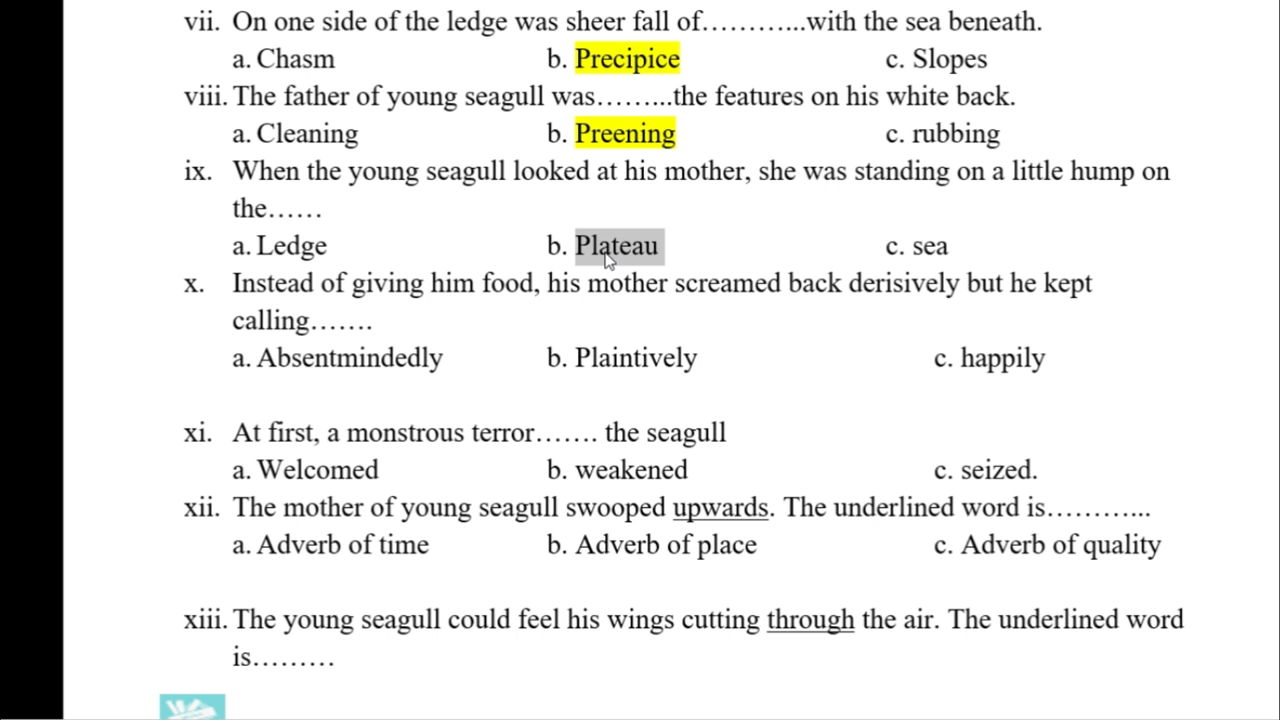 vii. On one side of the ledge was sheer fall of………...with the sea beneath.
a. Chasm b. Precipice c. Slopes
viii. The father of young seagull was……...the features on his white back.
a. Cleaning b. Preening c. rubbing
ix. When the young seagull looked at his mother, she was standing on a little hump on
the……
a. Ledge b. Plateau c. sea
x. Instead of giving him food, his mother screamed back derisively but he kept
calling…….
a. Absentmindedly b. Plaintively c. happily
xi. At first, a monstrous terror……. the seagull
a. Welcomed b. weakened c. seized.
xii. The mother of young seagull swooped upwards. The underlined word is………...
a. Adverb of time b. Adverb of place c. Adverb of quality
xiii. The young seagull could feel his wings cutting through the air. The underlined word
is………